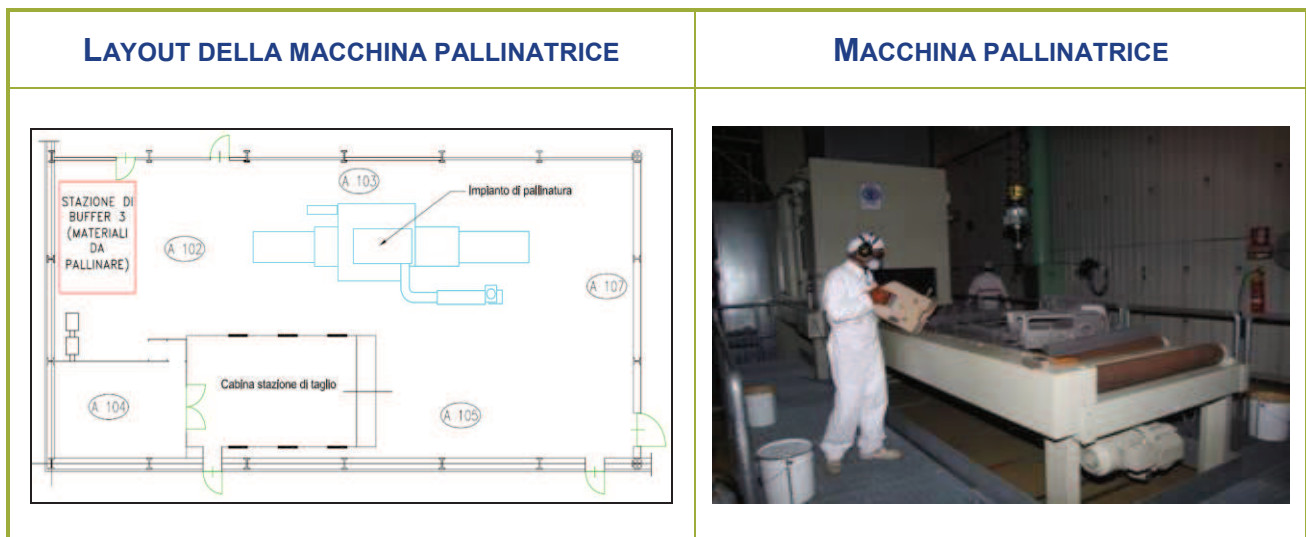 LAYOUT DELLA MACCHINA PALLINATRICE
MACCHINA PALLINATRICE
A 103
Impianto di pallinatura
STAZIONE DI
BUFFER 3
(MATERIALI
DA
PALLINARE)
A 102
A 107
Cabina stazione di taglio
A 104
A 105